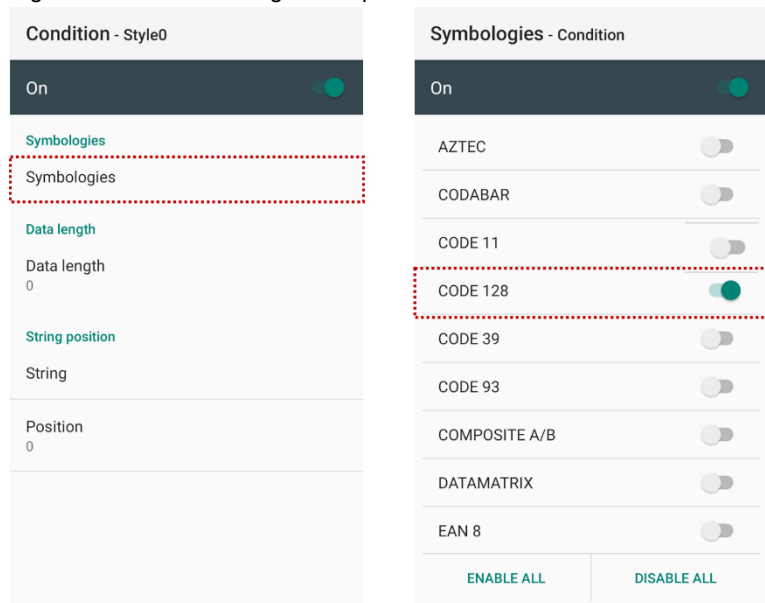 Condition - Style0
On
Symbologies
Symbologies
Data length
Data length
0
String position
String
Position
0
Symbologies - Condition
On
AZTEC
CODABAR
CODE 11
CODE 128
CODE 39
CODE 93
COMPOSITE A/B
DATAMATRIX
EAN 8
ENABLE ALL
DISABLE ALL